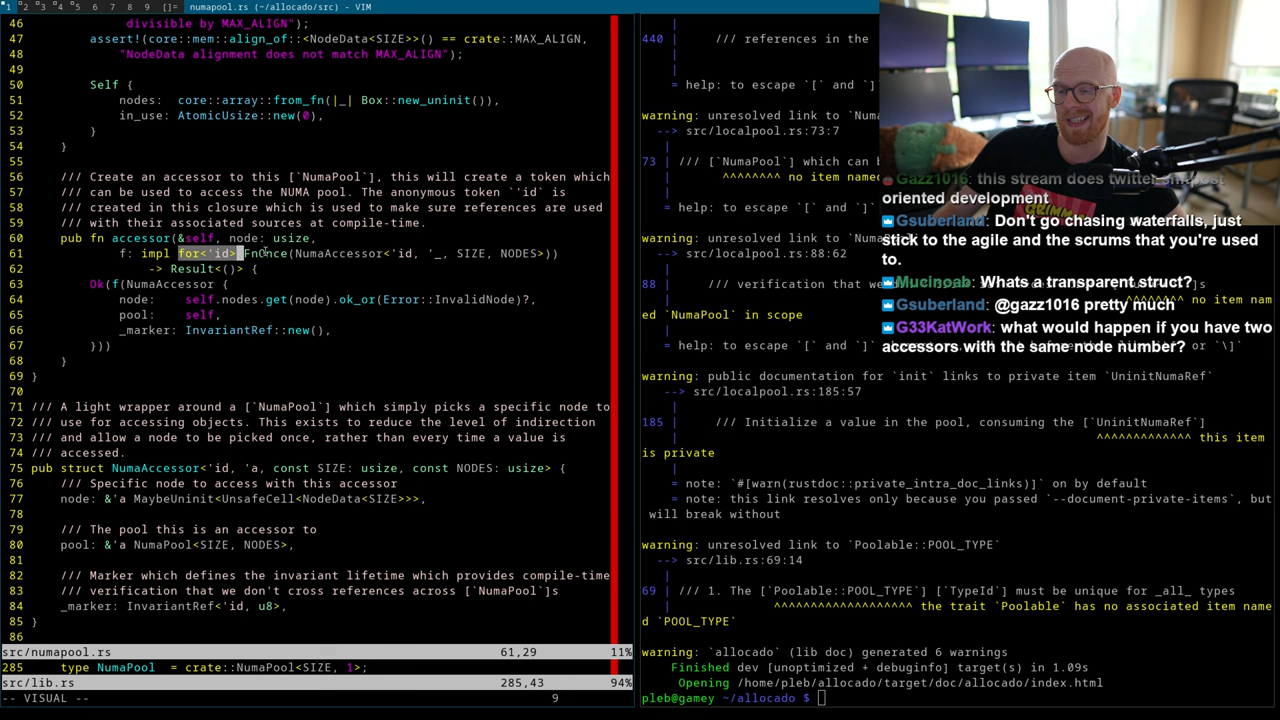 1 2 3 4 5 6 7 8 9 []= numapool.rs (~/allocado/src) - VIM
46 divisible by MAX_ALIGN");
47 assert!(core::mem::align_of::<NodeData<SIZE>>() == crate::MAX_ALIGN,
48 "NodeData alignment does not match MAX_ALIGN");
49
50 Self {
51 nodes: core::array::from_fn(|_| Box::new_uninit()),
52 in_use: AtomicUsize::new(0),
53 }
54 }
55
56 /// Create an accessor to this [`NumaPool`], this will create a token which
57 /// can be used to access the NUMA pool. The anonymous token ``'id` is
58 /// created in this closure which is used to make sure references are used
59 /// with their associated sources at compile-time.
60 pub fn accessor(&self, node: usize,
61 f: impl for<'id> FnOnce(NumaAccessor<'id, '_, SIZE, NODES>))
62 -> Result<()> {
63 Ok(f(NumaAccessor {
64 node: self.nodes.get(node).ok_or(Error::InvalidNode)?,
65 pool: self,
66 _marker: InvariantRef::new(),
67 }))
68 }
69 }
70
71 /// A light wrapper around a [`NumaPool`] which simply picks a specific node to
72 /// use for accessing objects. This exists to reduce the level of indirection
73 /// and allow a node to be picked once, rather than every time a value is
74 /// accessed.
75 pub struct NumaAccessor<'id, 'a, const SIZE: usize, const NODES: usize> {
76 /// Specific node to access with this accessor
77 node: &'a MaybeUninit<UnsafeCell<NodeData<SIZE>>>,
78
79 /// The pool this is an accessor to
80 pool: &'a NumaPool<SIZE, NODES>,
81
82 /// Marker which defines the invariant lifetime which provides compile-time
83 /// verification that we don't cross references across [`NumaPool`]s
84 _marker: InvariantRef<'id, u8>,
85 }
86
src/numapool.rs 61,29 11%
285 type NumaPool = crate::NumaPool<SIZE, 1>;
src/lib.rs 285,43 94%
-- VISUAL -- 9
|
440 | /// references in the
|
|
= help: to escape `[` and `]`
warning: unresolved link to `Numa
--> src/localpool.rs:73:7
|
73 | /// [`NumaPool`] which can b
| ^^^^^^^^ no item named
|
= help: to escape `[` and `]`
warning: unresolved link to `Numa
--> src/localpool.rs:88:62
|
88 | /// verification that we
| ^^^^^^^^ no item nam
ed `NumaPool` in scope
|
= help: to escape `[` and `]`
warning: public documentation for `init` links to private item `UninitNumaRef`
--> src/localpool.rs:185:57
|
185 | /// Initialize a value in the pool, consuming the [`UninitNumaRef`]
| ^^^^^^^^^^^^^ this item
is private
|
= note: `#[warn(rustdoc::private_intra_doc_links)]` on by default
= note: this link resolves only because you passed `--document-private-items`, but
will break without
warning: unresolved link to `Poolable::POOL_TYPE`
--> src/lib.rs:69:14
|
69 | /// 1. The [`Poolable::POOL_TYPE`] [`TypeId`] must be unique for _all_ types
| ^^^^^^^^^^^^^^^^^^^ the trait `Poolable` has no associated item name
d `POOL_TYPE`
warning: `allocado` (lib doc) generated 6 warnings
Finished dev [unoptimized + debuginfo] target(s) in 1.09s
Opening /home/pleb/allocado/target/doc/allocado/index.html
pleb@gamey ~/allocado $
Gazz1016: this stream does twitter shitpost
oriented development
Gsuberland: Don't go chasing waterfalls, just
stick to the agile and the scrums that you're used
to.
Mucinoab: Whats a transparent struct?
Gsuberland: @gazz1016 pretty much
G33KatWork: what would happen if you have two
accessors with the same node number?